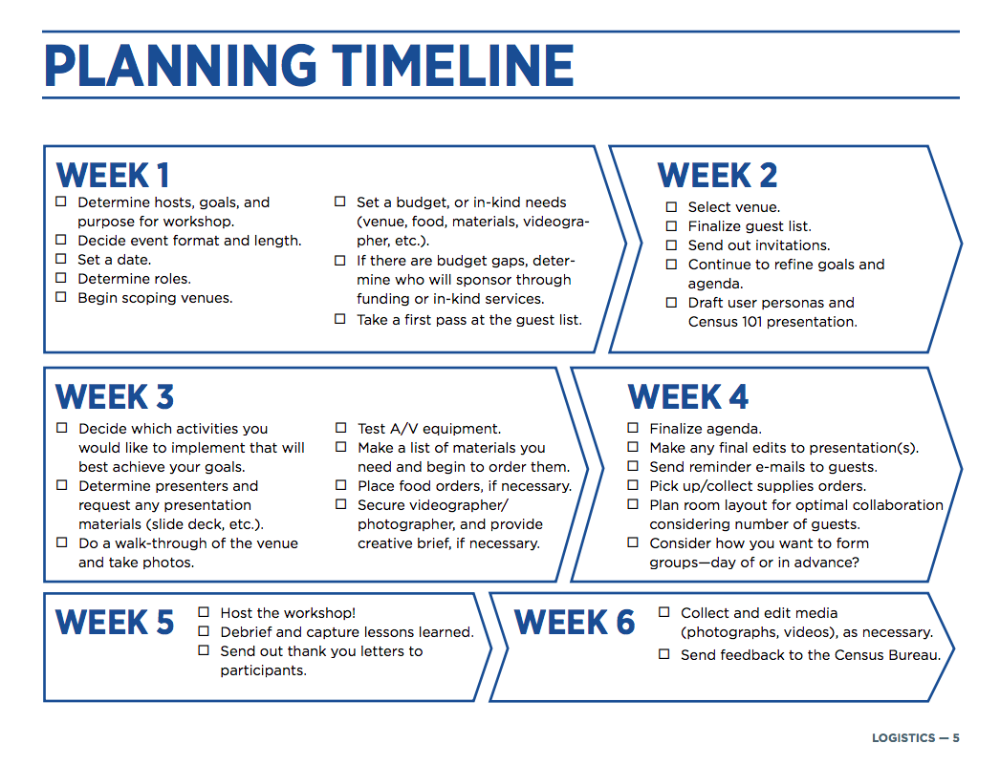 PLANNING TIMELINE
WEEK 1
☐ Determine hosts, goals, and
purpose for workshop.
☐ Decide event format and length.
☐ Set a date.
☐ Determine roles.
☐ Begin scoping venues.
☐ Set a budget, or in-kind needs
(venue, food, materials, videogra-
pher, etc.).
☐ If there are budget gaps, deter-
mine who will sponsor through
funding or in-kind services.
☐ Take a first pass at the guest list.
WEEK 2
☐ Select venue.
☐ Finalize guest list.
☐ Send out invitations.
☐ Continue to refine goals and
agenda.
☐ Draft user personas and
Census 101 presentation.
WEEK 3
☐ Decide which activities you
would like to implement that will
best achieve your goals.
☐ Determine presenters and
request any presentation
materials (slide deck, etc.).
☐ Do a walk-through of the venue
and take photos.
☐ Test A/V equipment.
☐ Make a list of materials you
need and begin to order them.
☐ Place food orders, if necessary.
☐ Secure videographer/
photographer, and provide
creative brief, if necessary.
WEEK 4
☐ Finalize agenda.
☐ Make any final edits to presentation(s).
☐ Send reminder e-mails to guests.
☐ Pick up/collect supplies orders.
☐ Plan room layout for optimal collaboration
considering number of guests.
☐ Consider how you want to form
groups—day of or in advance?
WEEK 5
☐ Host the workshop!
☐ Debrief and capture lessons learned.
☐ Send out thank you letters to
participants.
WEEK 6
☐ Collect and edit media
(photographs, videos), as necessary.
☐ Send feedback to the Census Bureau.
LOGISTICS — 5